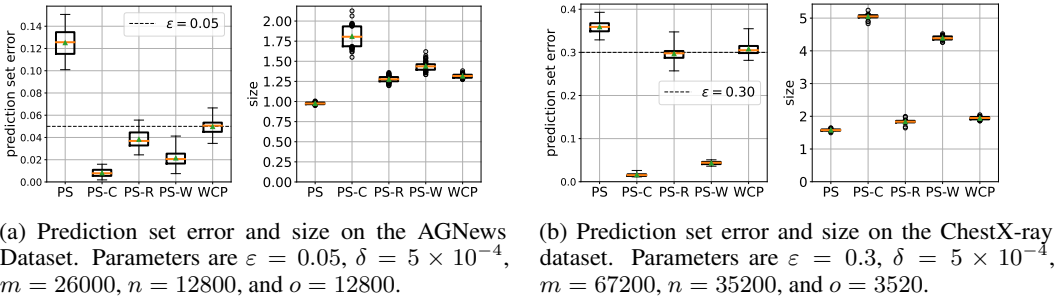 0.14
0.12
0.10
0.08
0.06
0.04
0.02
0.00
prediction set error
ε = 0.05
PS PS-C PS-R PS-W WCP
2.00
1.75
1.50
1.25
1.00
0.75
0.50
0.25
0.00
size
PS PS-C PS-R PS-W WCP
(a) Prediction set error and size on the AGNews
Dataset. Parameters are ε = 0.05, δ = 5 × 10⁻⁴,
m = 26000, n = 12800, and o = 12800.
0.4
0.3
0.2
0.1
0.0
prediction set error
ε = 0.30
PS PS-C PS-R PS-W WCP
5
4
3
2
1
0
size
PS PS-C PS-R PS-W WCP
(b) Prediction set error and size on the ChestX-ray
dataset. Parameters are ε = 0.3, δ = 5 × 10⁻⁴,
m = 67200, n = 35200, and o = 3520.